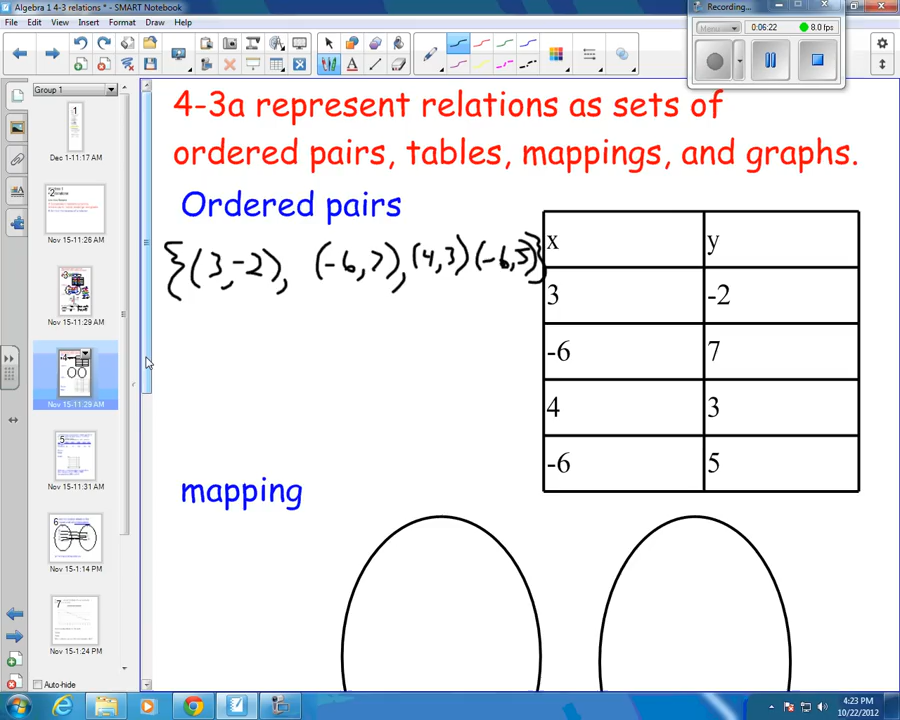 Algebra 1 4-3 relations * - SMART Notebook
Recording...
File Edit View Insert Format Draw Help
Menu 0:06:22 8.0 fps
Group 1
Dec 1-11:17 AM
Nov 15-11:26 AM
Nov 15-11:29 AM
Nov 15-11:29 AM
Nov 15-11:31 AM
Nov 15-1:14 PM
Nov 15-1:24 PM
Auto-hide
4-3a represent relations as sets of
ordered pairs, tables, mappings, and graphs.
Ordered pairs
{(3,-2), (-6,7),(4,3)(-6,5)}
x y
3 -2
-6 7
4 3
-6 5
mapping
4:23 PM
10/22/2012